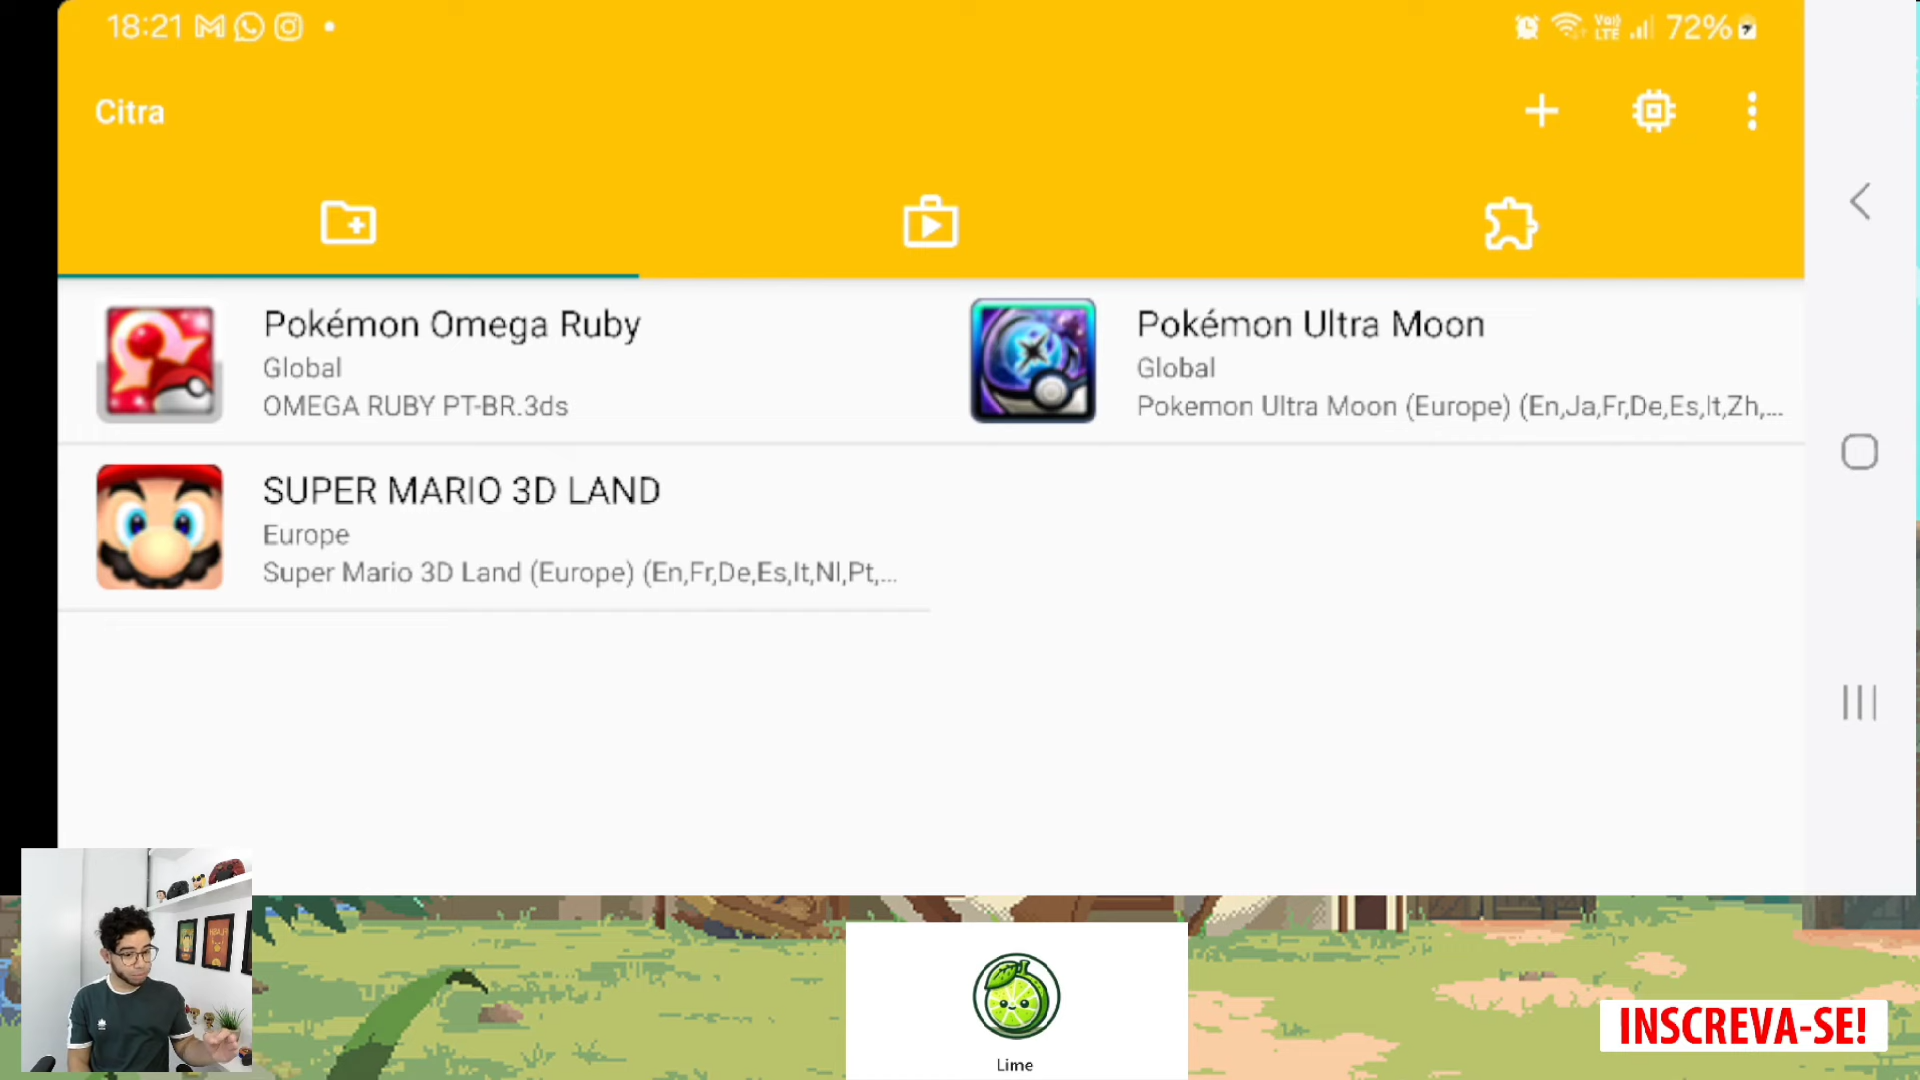 18:21
Vo))
LTE
72%
Citra
Pokémon Omega Ruby
Global
OMEGA RUBY PT-BR.3ds
Pokémon Ultra Moon
Global
Pokemon Ultra Moon (Europe) (En,Ja,Fr,De,Es,It,Zh,...
SUPER MARIO 3D LAND
Europe
Super Mario 3D Land (Europe) (En,Fr,De,Es,It,Nl,Pt,...
Lime
INSCREVA-SE!